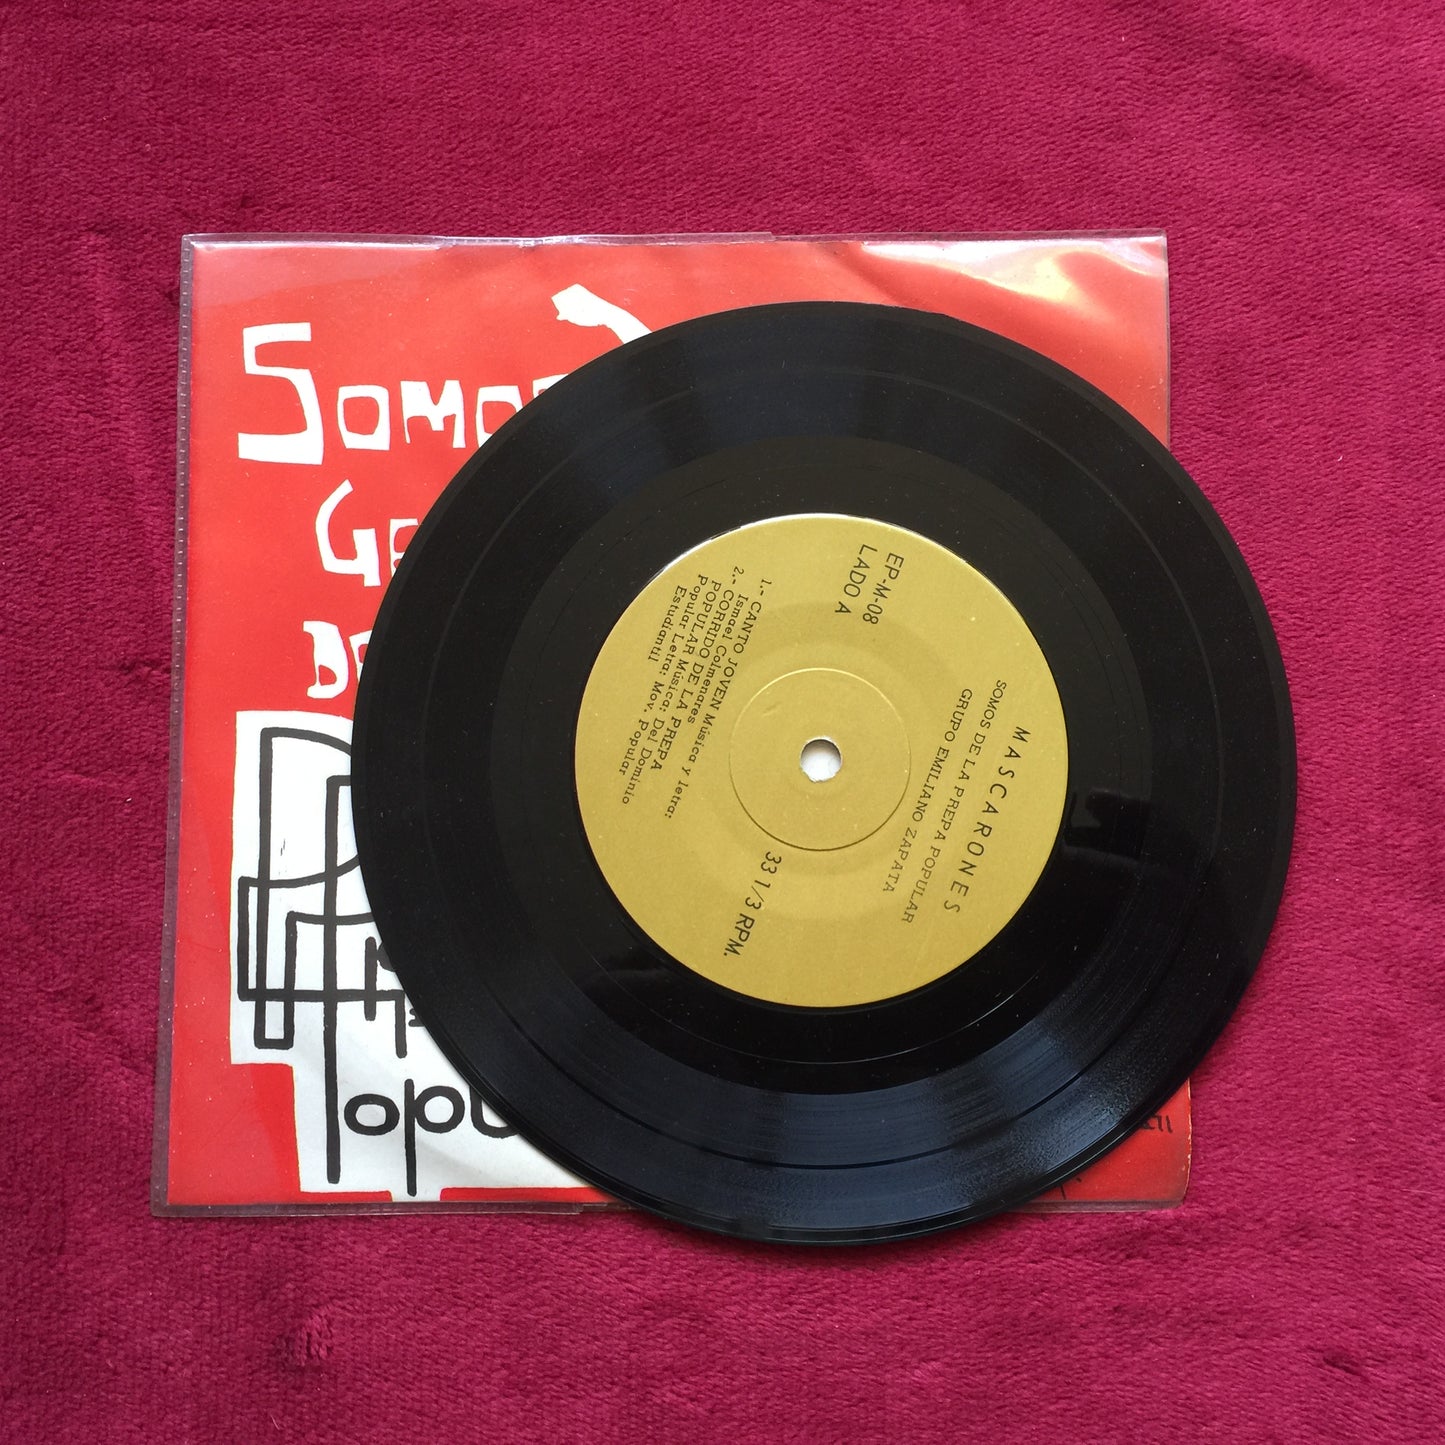 SOMOS
GE
DE
MASCARONES
SOMOS DE LA PREPA POPULAR
GRUPO EMILIANO ZAPATA
EP-M-08
LADO A
33 1/3 RPM.
1.- CANTO JOVEN Música y letra:
Ismael Colmenares
2.- CORRIDO DE LA PREPA
POPULAR Música: Del Dominio
Popular Letra: Mov. Popular
Estudiantil